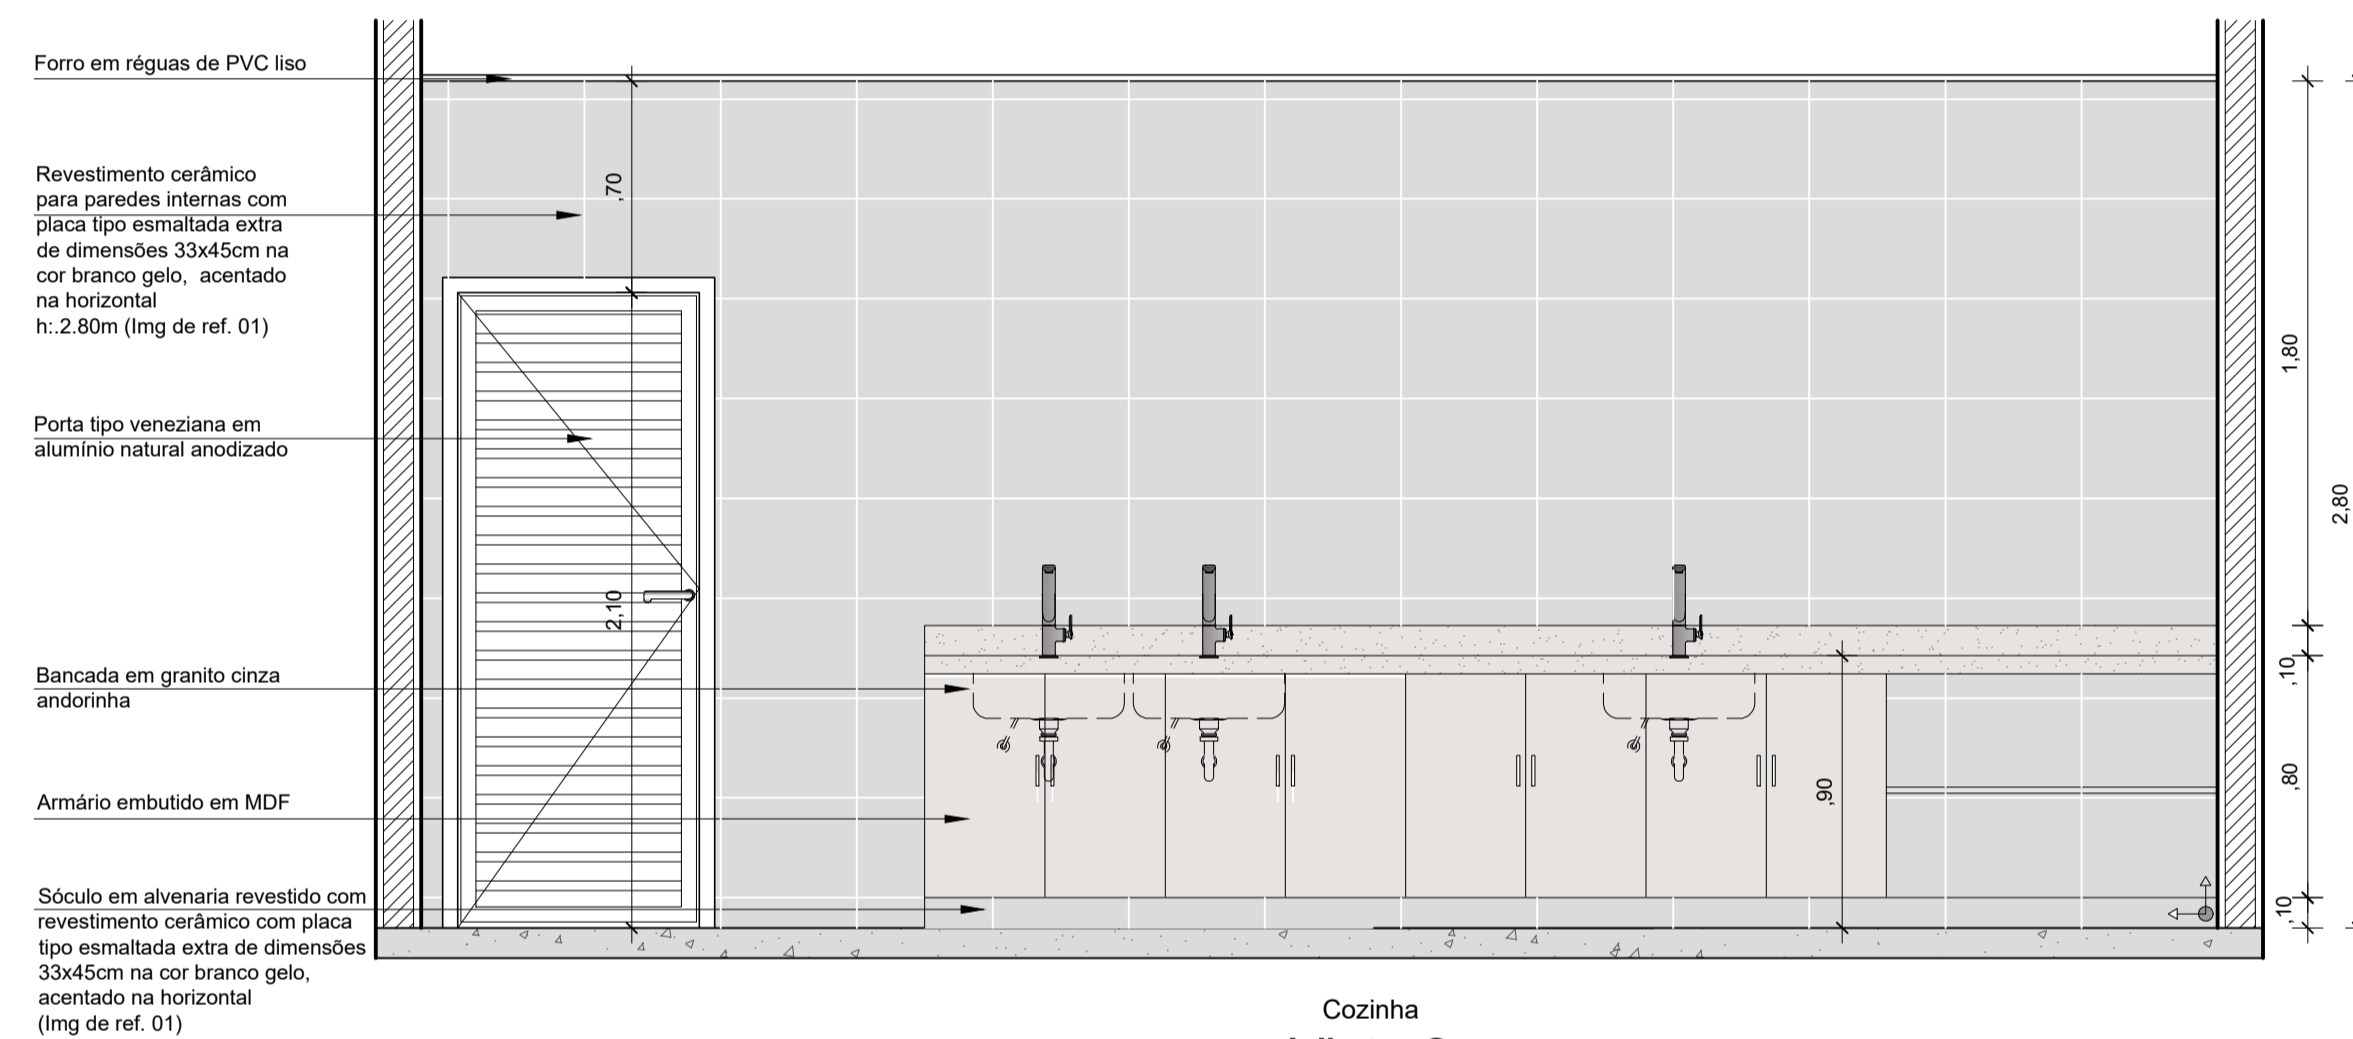 Forro em réguas de PVC liso
Revestimento cerâmico
para paredes internas com
placa tipo esmaltada extra
de dimensões 33x45cm na
cor branco gelo,  acentado
na horizontal
h:.2.80m (Img de ref. 01)
Porta tipo veneziana em
alumínio natural anodizado
Bancada em granito cinza
andorinha
Armário embutido em MDF
Sóculo em alvenaria revestido com
revestimento cerâmico com placa
tipo esmaltada extra de dimensões
33x45cm na cor branco gelo,
acentado na horizontal
(Img de ref. 01)
,70
2,10
,90
1,80
,10
,80
,10
2,80
Cozinha